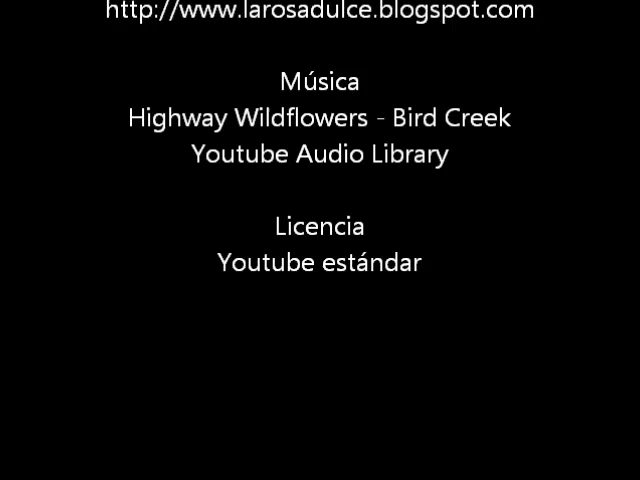 http://www.larosadulce.blogspot.com
Música
Highway Wildflowers - Bird Creek
Youtube Audio Library
Licencia
Youtube estándar